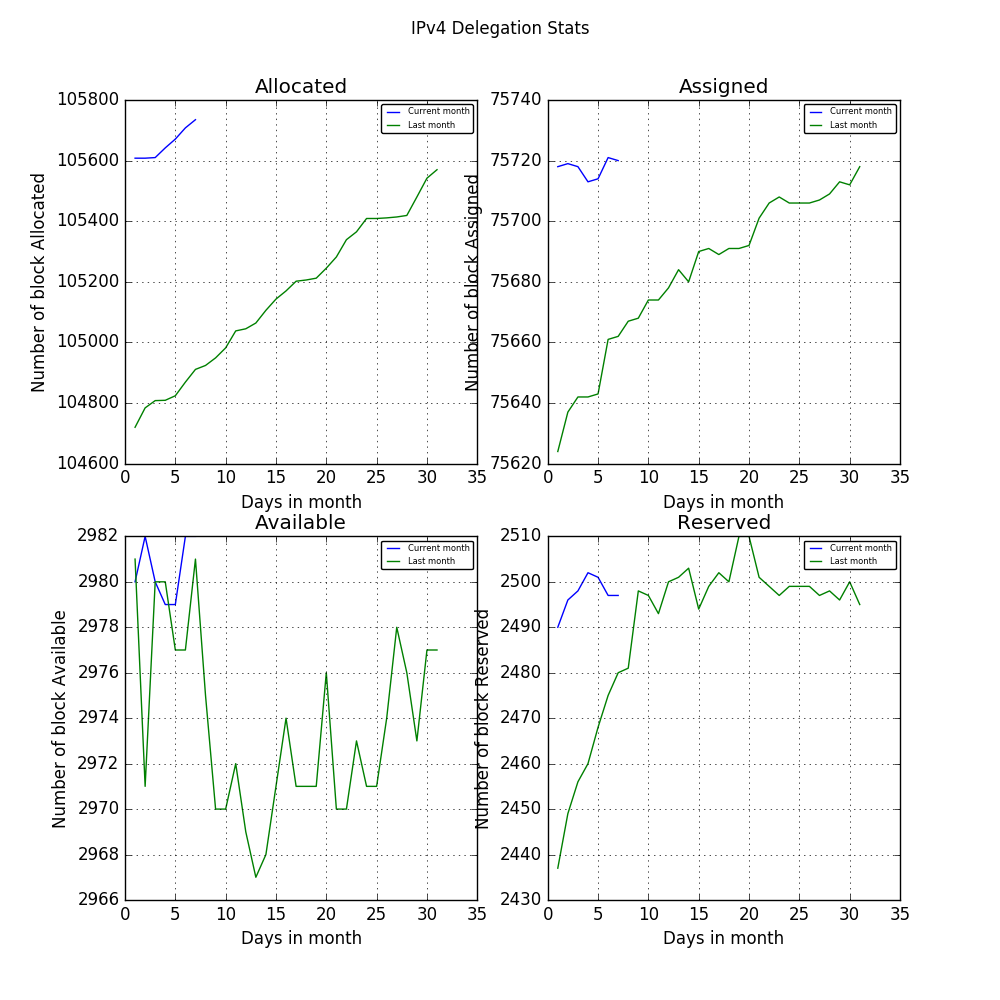 IPv4 Delegation Stats
Allocated
Number of block Allocated
105800
105600
105400
105200
105000
104800
104600
0 5 10 15 20 25 30 35
Days in month
Current month
Last month
Assigned
Number of block Assigned
75740
75720
75700
75680
75660
75640
75620
0 5 10 15 20 25 30 35
Days in month
Current month
Last month
Available
Number of block Available
2982
2980
2978
2976
2974
2972
2970
2968
2966
0 5 10 15 20 25 30 35
Days in month
Current month
Last month
Reserved
Number of block Reserved
2510
2500
2490
2480
2470
2460
2450
2440
2430
0 5 10 15 20 25 30 35
Days in month
Current month
Last month